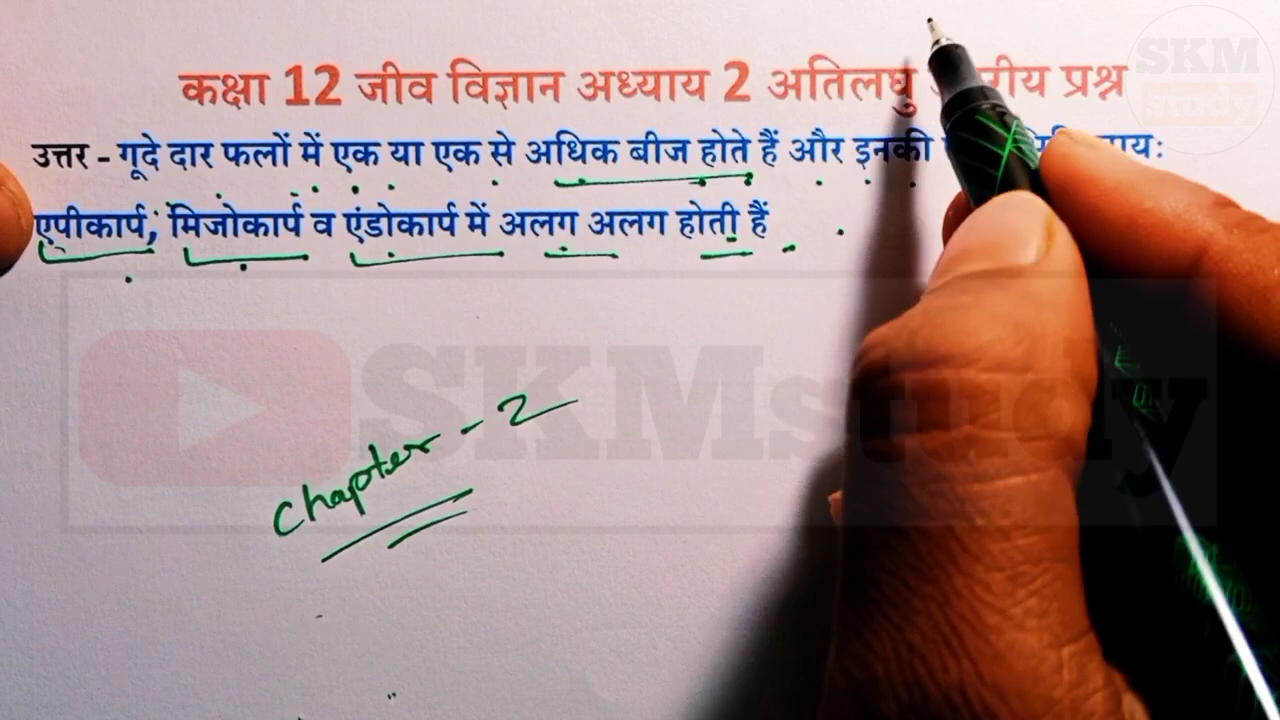 कक्षा 12 जीव विज्ञान अध्याय 2 अतिलघु प्रश्न
उत्तर - गूदे दार फलों में एक या एक से अधिक बीज होते हैं और इनकी
एपीकार्प, मिजोकार्प व एंडोकार्प में अलग अलग होती हैं
SKMstudy
Chapter - 2
SKM
study